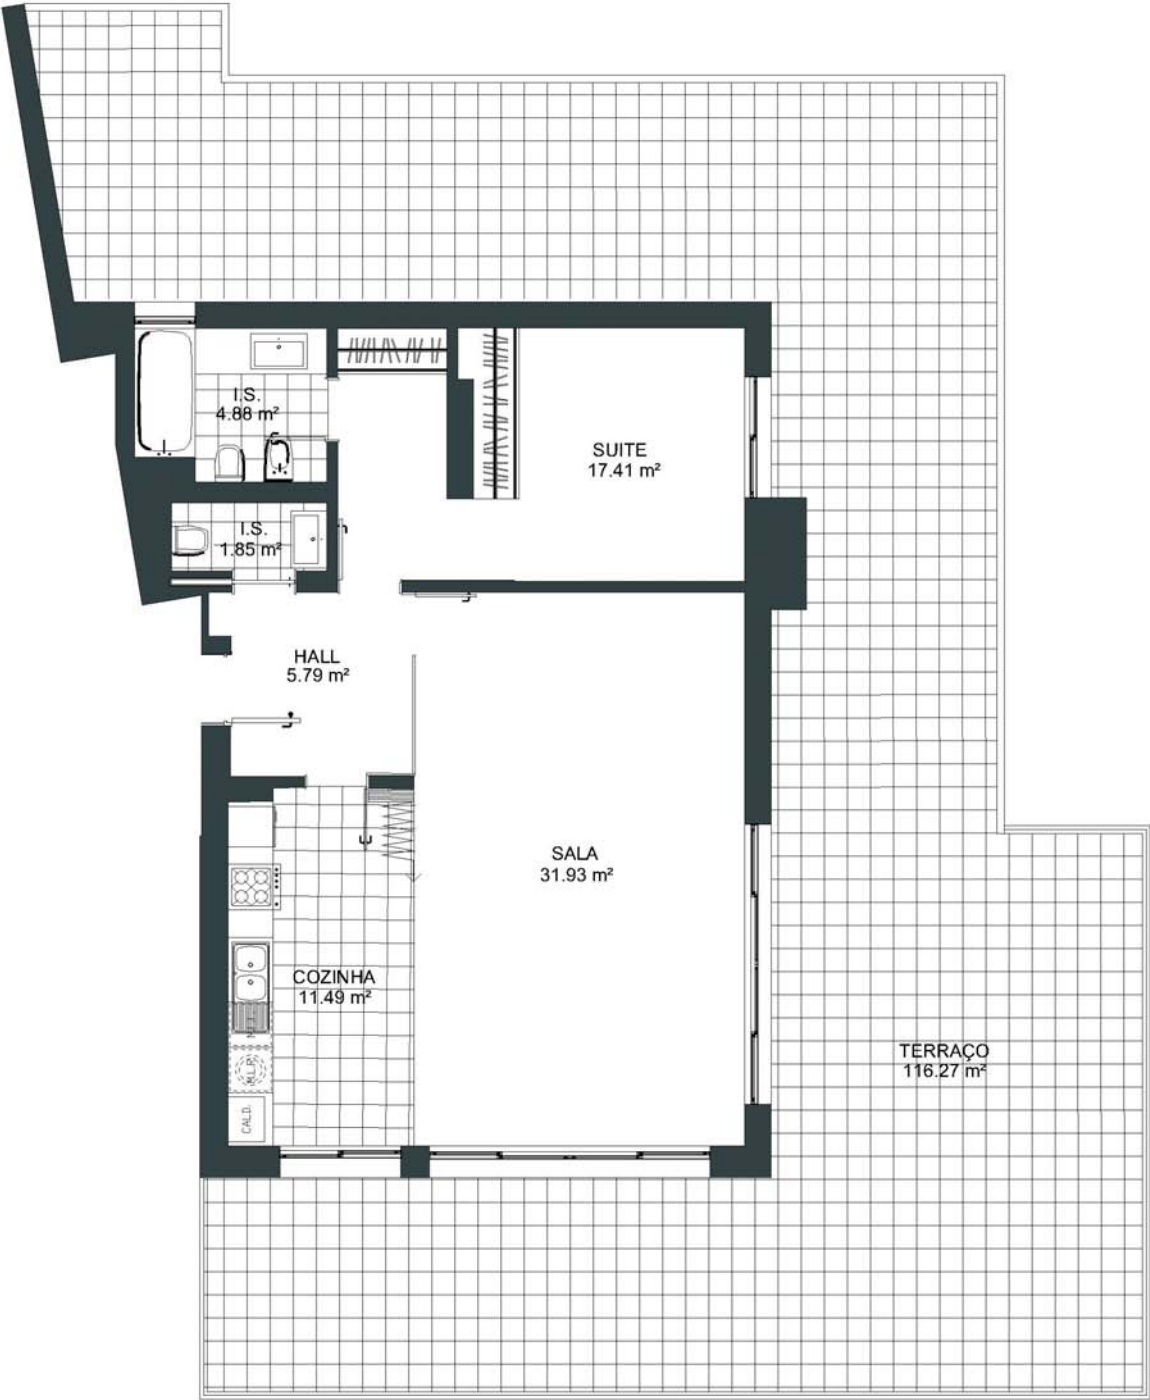 I.S.
4.88 m²
SUITE
17.41 m²
I.S.
1.85 m²
HALL
5.79 m²
SALA
31.93 m²
COZINHA
11.49 m²
M.L.R.
CALD.
TERRAÇO
116.27 m²